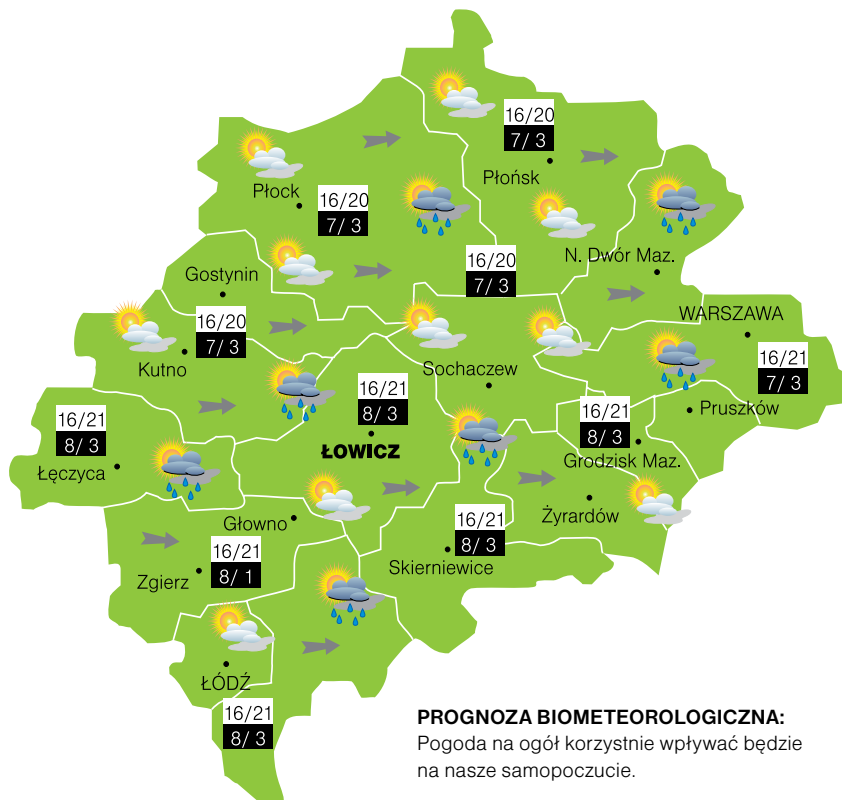 16/20
7/ 3
Płońsk
Płock
16/20
7/ 3
N. Dwór Maz.
16/20
7/ 3
Gostynin
16/20
7/ 3
Kutno
WARSZAWA
16/21
7/ 3
Sochaczew
16/21
8/ 3
ŁOWICZ
16/21
8/ 3
Łęczyca
Pruszków
16/21
8/ 3
Grodzisk Maz.
Żyrardów
Głowno
16/21
8/ 3
Skierniewice
16/21
8/ 1
Zgierz
ŁÓDŹ
16/21
8/ 3
PROGNOZA BIOMETEOROLOGICZNA:
Pogoda na ogół korzystnie wpływać będzie
na nasze samopoczucie.